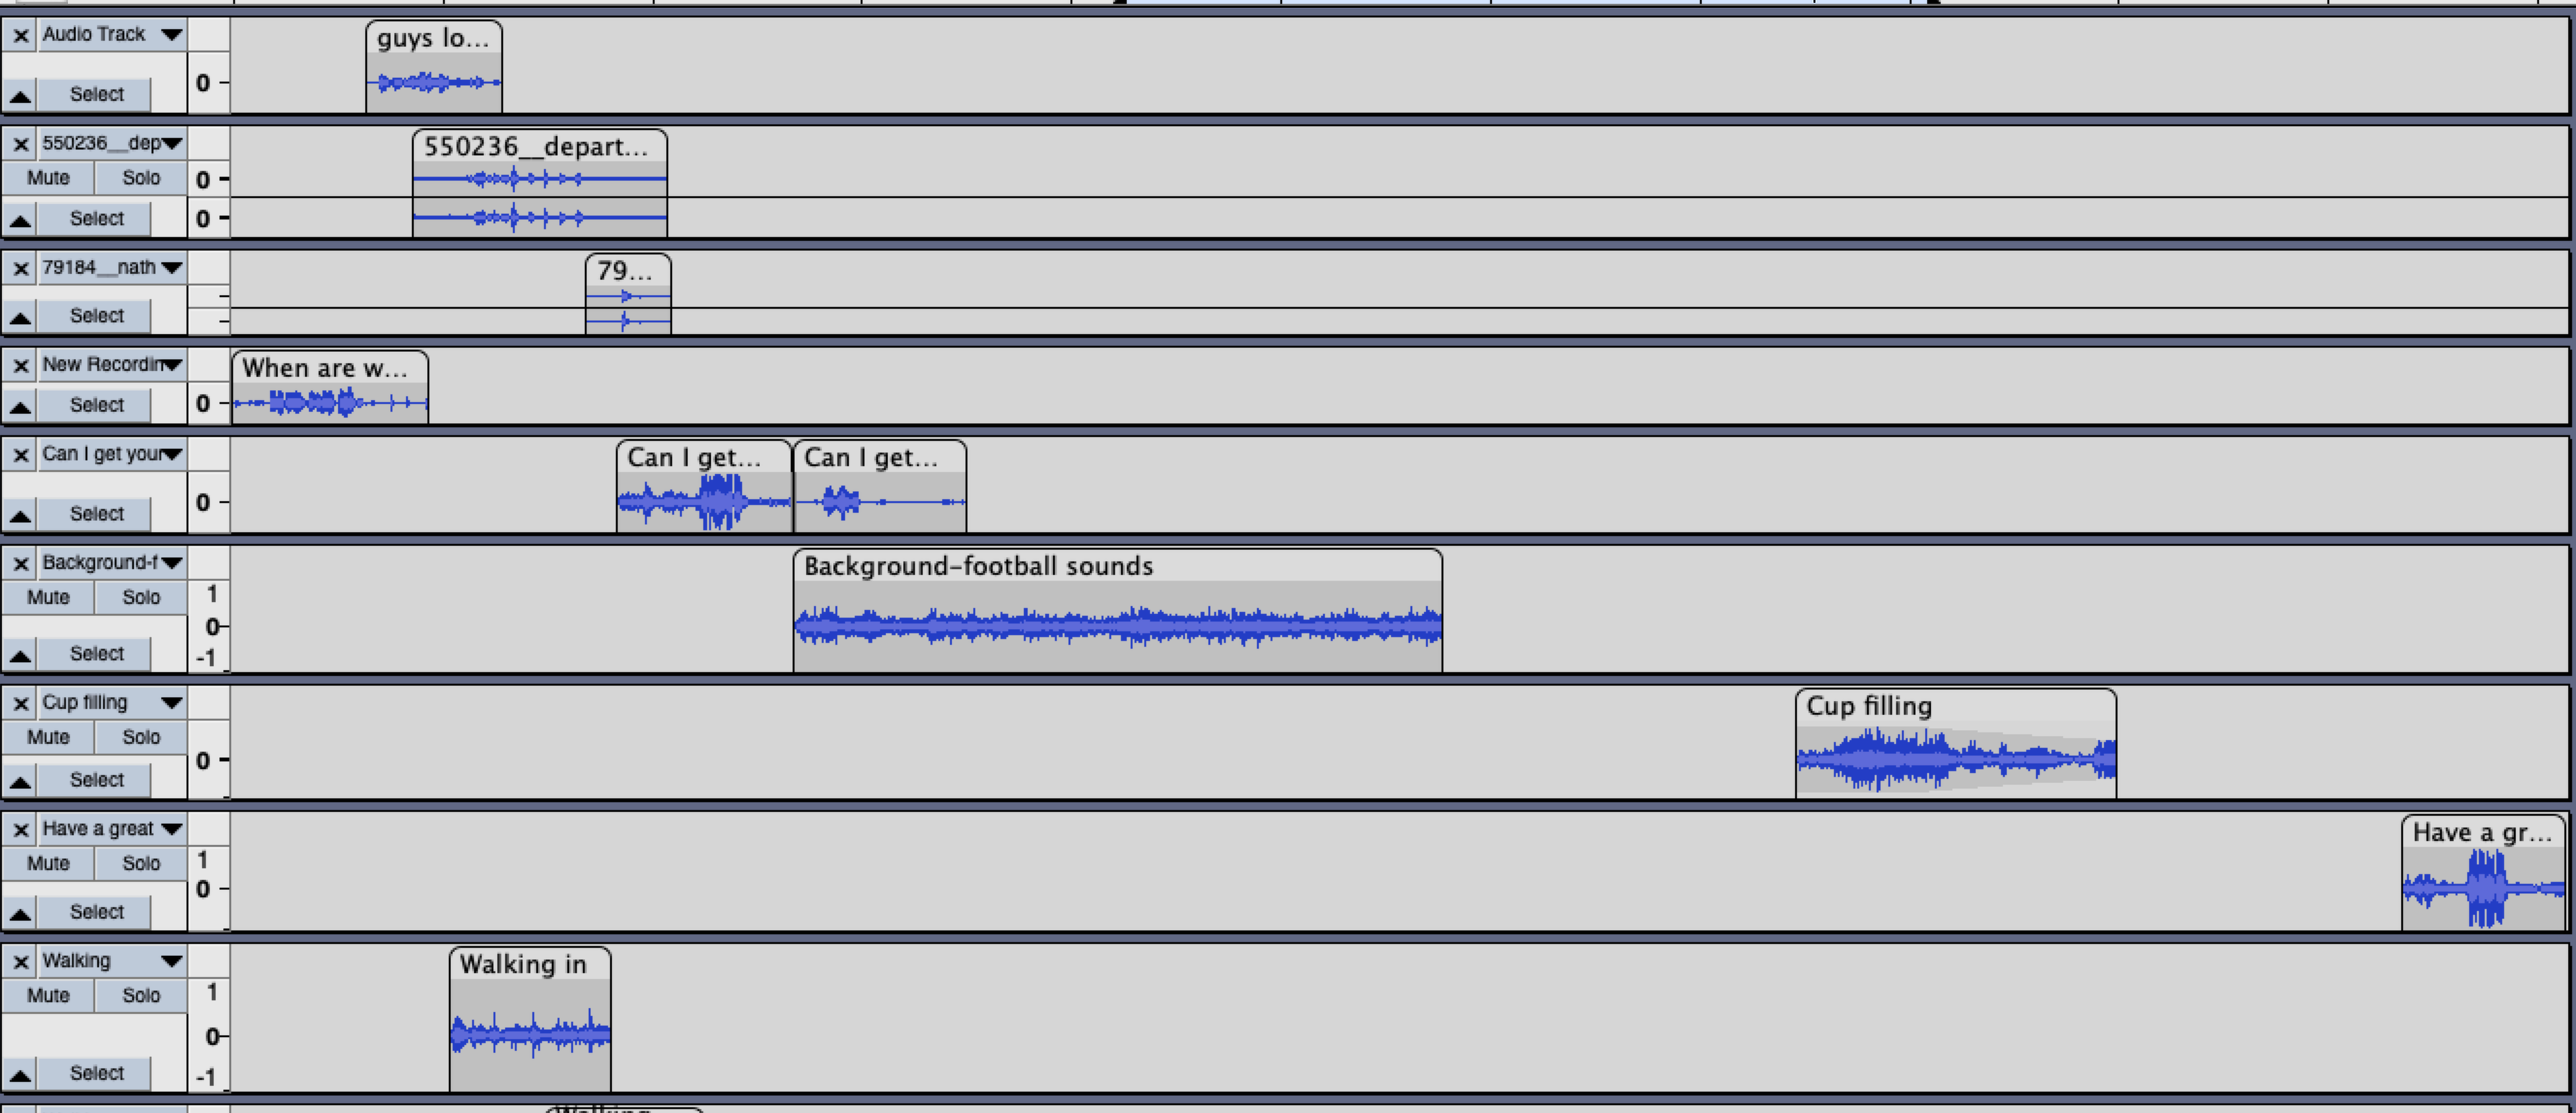 Audio Track
guys lo...
0
Select
550236__dep
550236__depart...
Mute Solo
0
Select
0
79184__nath
79...
Select
New Recordin
When are w...
Select
0
Can I get your
Can I get... Can I get...
0
Select
Background-f
Background-football sounds
Mute Solo
1
0
Select
-1
Cup filling
Cup filling
Mute Solo
0
Select
Have a great
Have a gr...
Mute Solo
1
0
Select
Walking
Walking in
Mute Solo
1
0
Select
-1